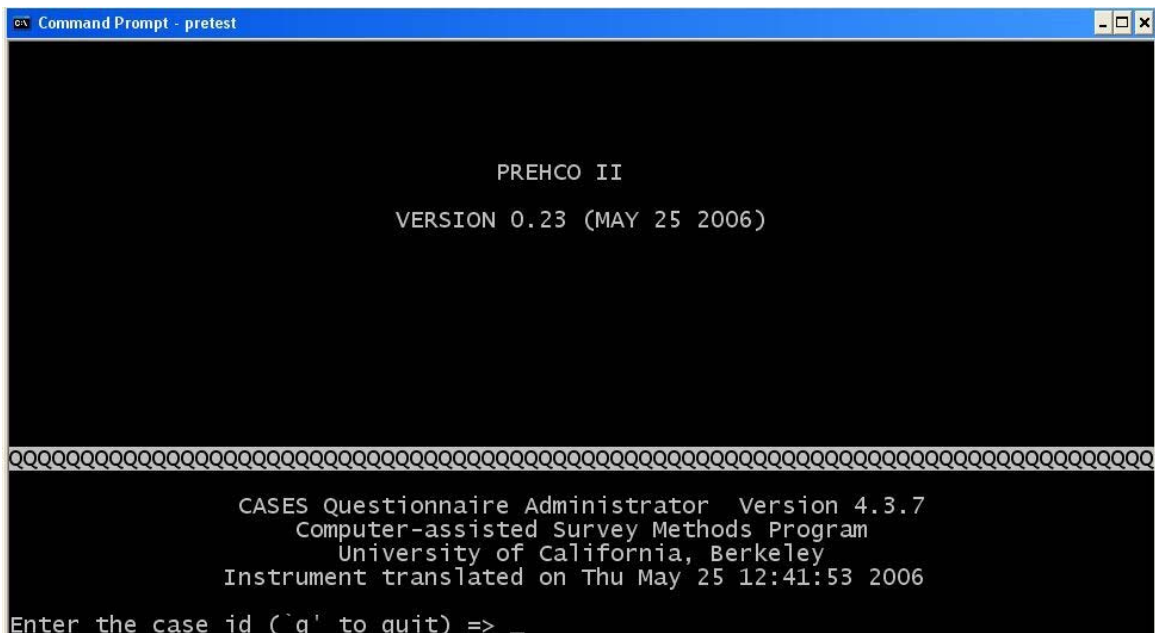 Command Prompt - pretest
PREHCO II
VERSION 0.23 (MAY 25 2006)
QQQQQQQQQQQQQQQQQQQQQQQQQQQQQQQQQQQQQQQQQQQQQQQQQQQQQQQQQQQQQQQQQQQQQQQQQQQQQQQQ
CASES Questionnaire Administrator  Version 4.3.7
Computer-assisted Survey Methods Program
University of California, Berkeley
Instrument translated on Thu May 25 12:41:53 2006
Enter the case id (`q' to quit) => _